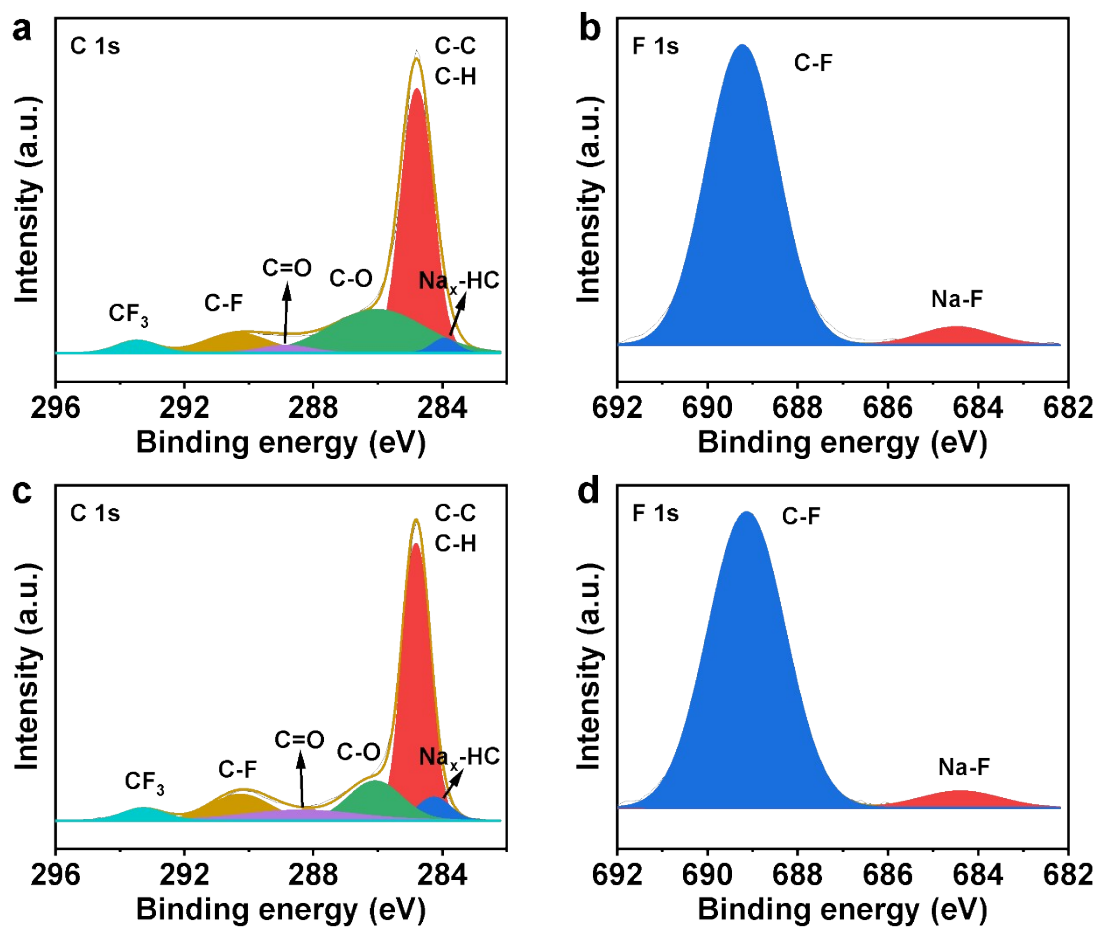 a
C 1s
C-C
C-H
C=O
C-O
Naₓ-HC
C-F
CF₃
Intensity (a.u.)
296 292 288 284
Binding energy (eV)
b
F 1s
C-F
Na-F
Intensity (a.u.)
692 690 688 686 684 682
Binding energy (eV)
c
C 1s
C-C
C-H
C=O
C-O
Naₓ-HC
C-F
CF₃
Intensity (a.u.)
296 292 288 284
Binding energy (eV)
d
F 1s
C-F
Na-F
Intensity (a.u.)
692 690 688 686 684 682
Binding energy (eV)